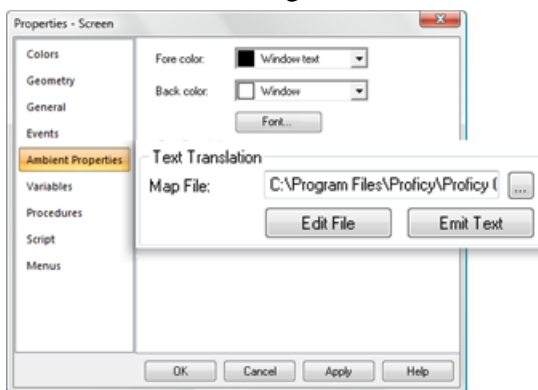 Properties - Screen
Colors
Geometry
General
Events
Ambient Properties
Variables
Procedures
Script
Menus
Fore color: Window text
Back color: Window
Font...
Text Translation
Map File: C:\Program Files\Proficy\Proficy ...
Edit File Emit Text
OK Cancel Apply Help